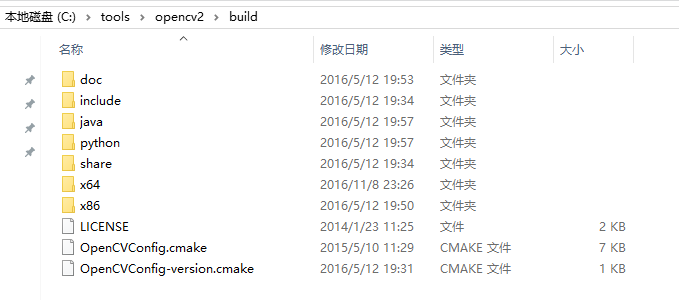 本地磁盘 (C:) › tools › opencv2 › build
名称 修改日期 类型 大小
doc 2016/5/12 19:53 文件夹
include 2016/5/12 19:34 文件夹
java 2016/5/12 19:57 文件夹
python 2016/5/12 19:57 文件夹
share 2016/5/12 19:34 文件夹
x64 2016/11/8 23:26 文件夹
x86 2016/5/12 19:50 文件夹
LICENSE 2014/1/23 11:25 文件 2 KB
OpenCVConfig.cmake 2015/5/10 11:29 CMAKE 文件 7 KB
OpenCVConfig-version.cmake 2016/5/12 19:31 CMAKE 文件 1 KB